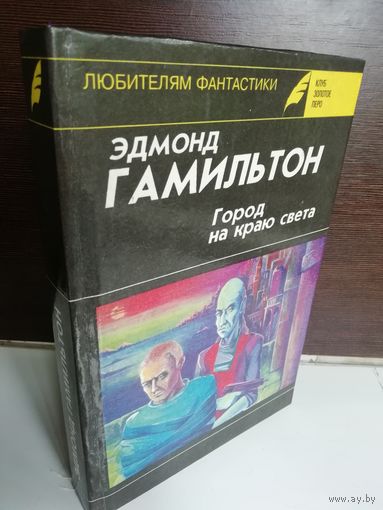 ЛЮБИТЕЛЯМ ФАНТАСТИКИ
КЛУБ
ЗОЛОТОЕ
ПЕРО
ЭДМОНД
ГАМИЛЬТОН
Город
на краю света
www.ay.by